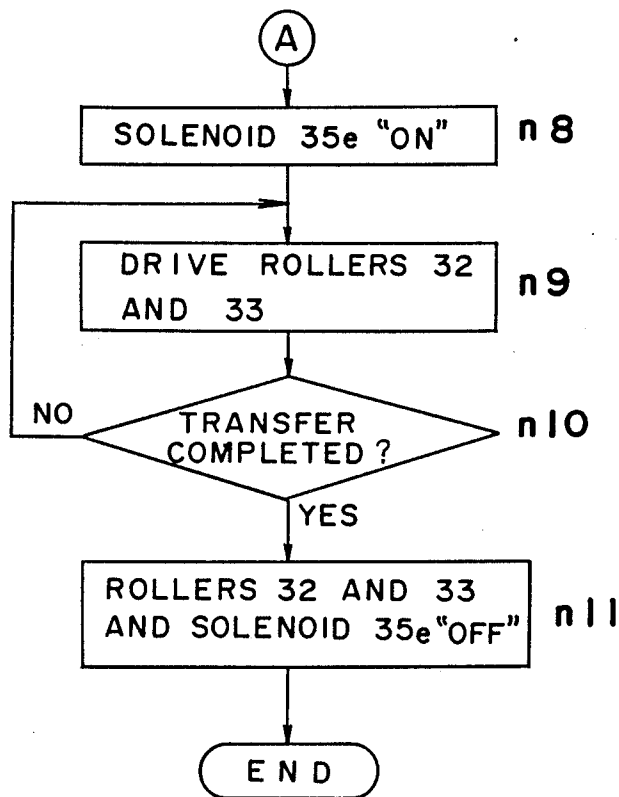 A
SOLENOID 35e "ON"
n8
DRIVE ROLLERS 32
AND 33
n9
NO
TRANSFER
COMPLETED?
n10
YES
ROLLERS 32 AND 33
AND SOLENOID 35e "OFF"
n11
END